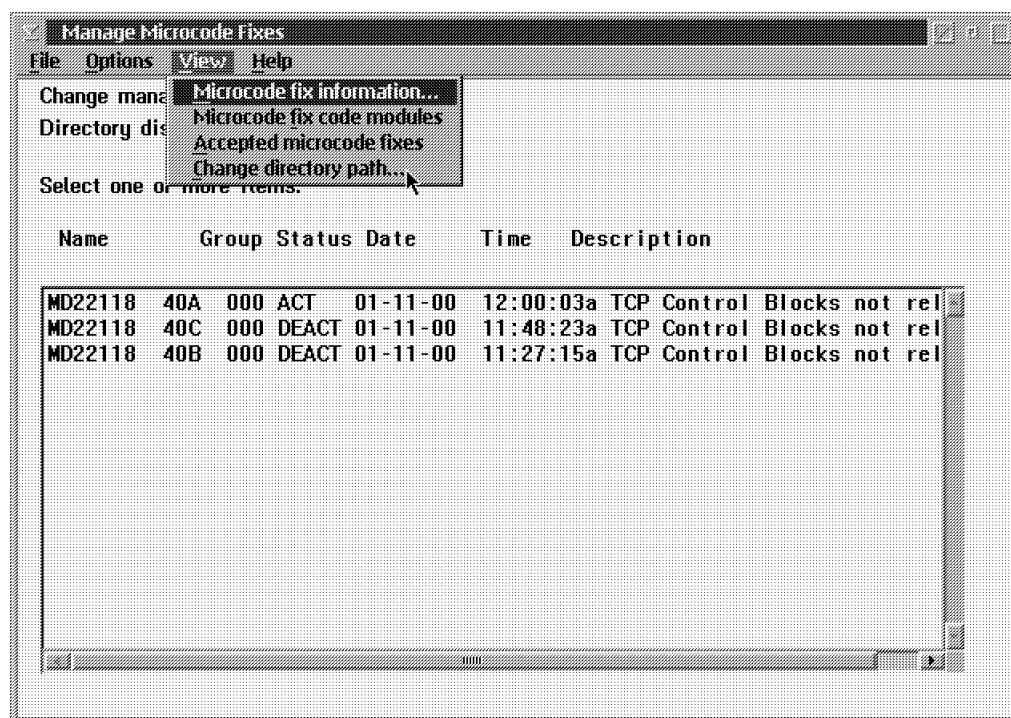 Manage Microcode Fixes
File Options View Help
Change mana
Microcode fix information...
Directory dis
Microcode fix code modules
Accepted microcode fixes
Change directory path...
Select one or more items.
Name Group Status Date Time Description
MD22118 40A 000 ACT 01-11-00 12:00:03a TCP Control Blocks not rel
MD22118 40C 000 DEACT 01-11-00 11:48:23a TCP Control Blocks not rel
MD22118 40B 000 DEACT 01-11-00 11:27:15a TCP Control Blocks not rel